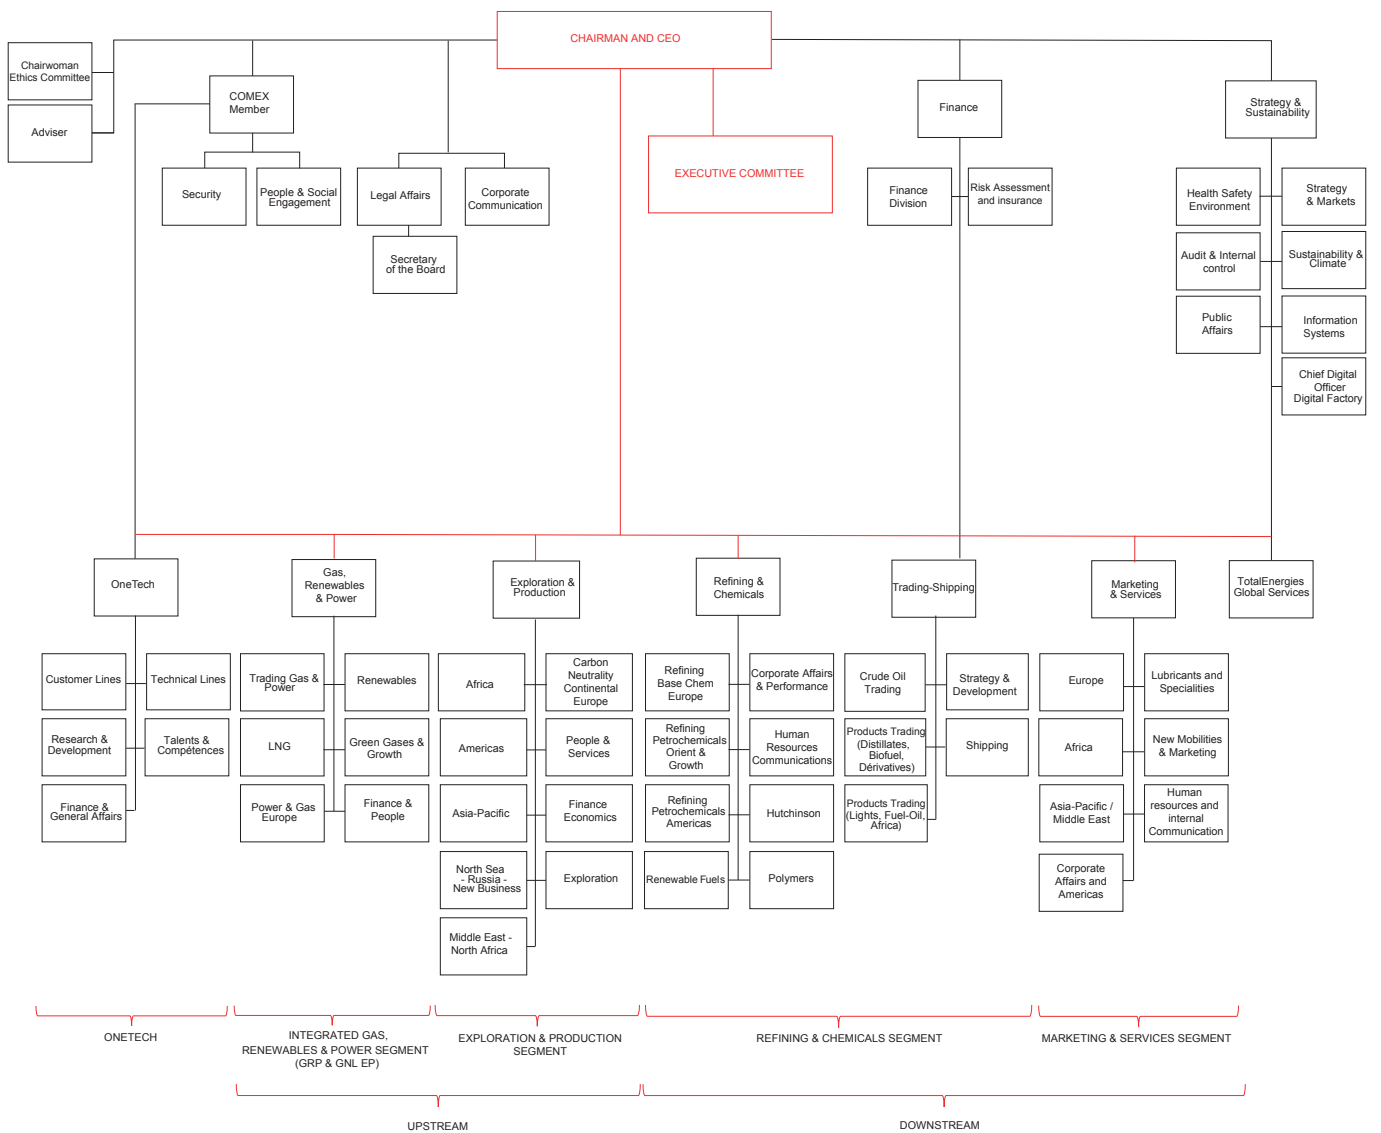 CHAIRMAN AND CEO
Chairwoman
Ethics Committee
Adviser
COMEX
Member
Security
People & Social
Engagement
Legal Affairs
Corporate
Communication
Secretary
of the Board
EXECUTIVE COMMITTEE
Finance
Finance
Division
Risk Assessment
and insurance
Strategy &
Sustainability
Health Safety
Environment
Strategy
& Markets
Audit & Internal
control
Sustainability &
Climate
Public
Affairs
Information
Systems
Chief Digital
Officer
Digital Factory
OneTech
Customer Lines
Technical Lines
Research &
Development
Talents &
Compétences
Finance &
General Affairs
Gas,
Renewables
& Power
Trading Gas &
Power
Renewables
LNG
Green Gases &
Growth
Power & Gas
Europe
Finance &
People
Exploration &
Production
Africa
Carbon
Neutrality
Continental
Europe
Americas
People &
Services
Asia-Pacific
Finance
Economics
North Sea
- Russia -
New Business
Exploration
Middle East -
North Africa
Refining &
Chemicals
Refining
Base Chem
Europe
Corporate Affairs
& Performance
Refining
Petrochemicals
Orient &
Growth
Human
Resources
Communications
Refining
Petrochemicals
Americas
Hutchinson
Renewable Fuels
Polymers
Trading-Shipping
Crude Oil
Trading
Strategy &
Development
Products Trading
(Distillates,
Biofuel,
Dérivatives)
Shipping
Products Trading
(Lights, Fuel-Oil,
Africa)
Marketing
& Services
Europe
Lubricants and
Specialities
Africa
New Mobilities
& Marketing
Asia-Pacific /
Middle East
Human
resources and
internal
Communication
Corporate
Affairs and
Americas
TotalEnergies
Global Services
ONETECH
INTEGRATED GAS,
RENEWABLES & POWER SEGMENT
(GRP & GNL EP)
EXPLORATION & PRODUCTION
SEGMENT
REFINING & CHEMICALS SEGMENT
MARKETING & SERVICES SEGMENT
UPSTREAM
DOWNSTREAM